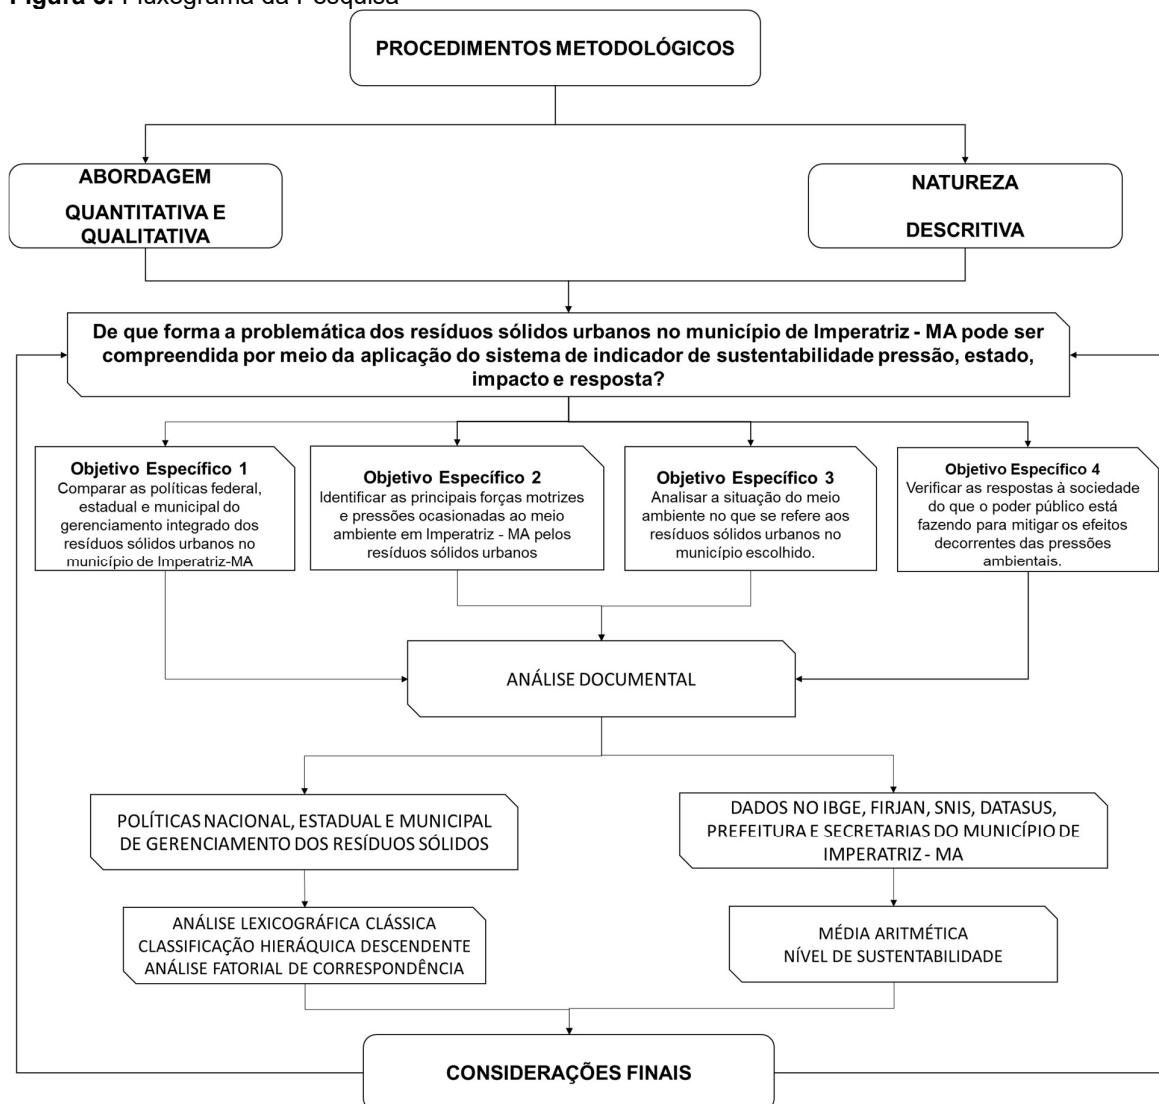 PROCEDIMENTOS METODOLÓGICOS
ABORDAGEM
QUANTITATIVA E
QUALITATIVA
NATUREZA
DESCRITIVA
De que forma a problemática dos resíduos sólidos urbanos no município de Imperatriz - MA pode ser
compreendida por meio da aplicação do sistema de indicador de sustentabilidade pressão, estado,
impacto e resposta?
Objetivo Específico 1
Comparar as políticas federal,
estadual e municipal do
gerenciamento integrado dos
resíduos sólidos urbanos no
município de Imperatriz-MA
Objetivo Específico 2
Identificar as principais forças motrizes
e pressões ocasionadas ao meio
ambiente em Imperatriz - MA pelos
resíduos sólidos urbanos
Objetivo Específico 3
Analisar a situação do meio
ambiente no que se refere aos
resíduos sólidos urbanos no
município escolhido.
Objetivo Específico 4
Verificar as respostas à sociedade
do que o poder público está
fazendo para mitigar os efeitos
decorrentes das pressões
ambientais.
ANÁLISE DOCUMENTAL
POLÍTICAS NACIONAL, ESTADUAL E MUNICIPAL
DE GERENCIAMENTO DOS RESÍDUOS SÓLIDOS
DADOS NO IBGE, FIRJAN, SNIS, DATASUS,
PREFEITURA E SECRETARIAS DO MUNICÍPIO DE
IMPERATRIZ - MA
ANÁLISE LEXICOGRÁFICA CLÁSSICA
CLASSIFICAÇÃO HIERÁQUICA DESCENDENTE
ANÁLISE FATORIAL DE CORRESPONDÊNCIA
MÉDIA ARITMÉTICA
NÍVEL DE SUSTENTABILIDADE
CONSIDERAÇÕES FINAIS